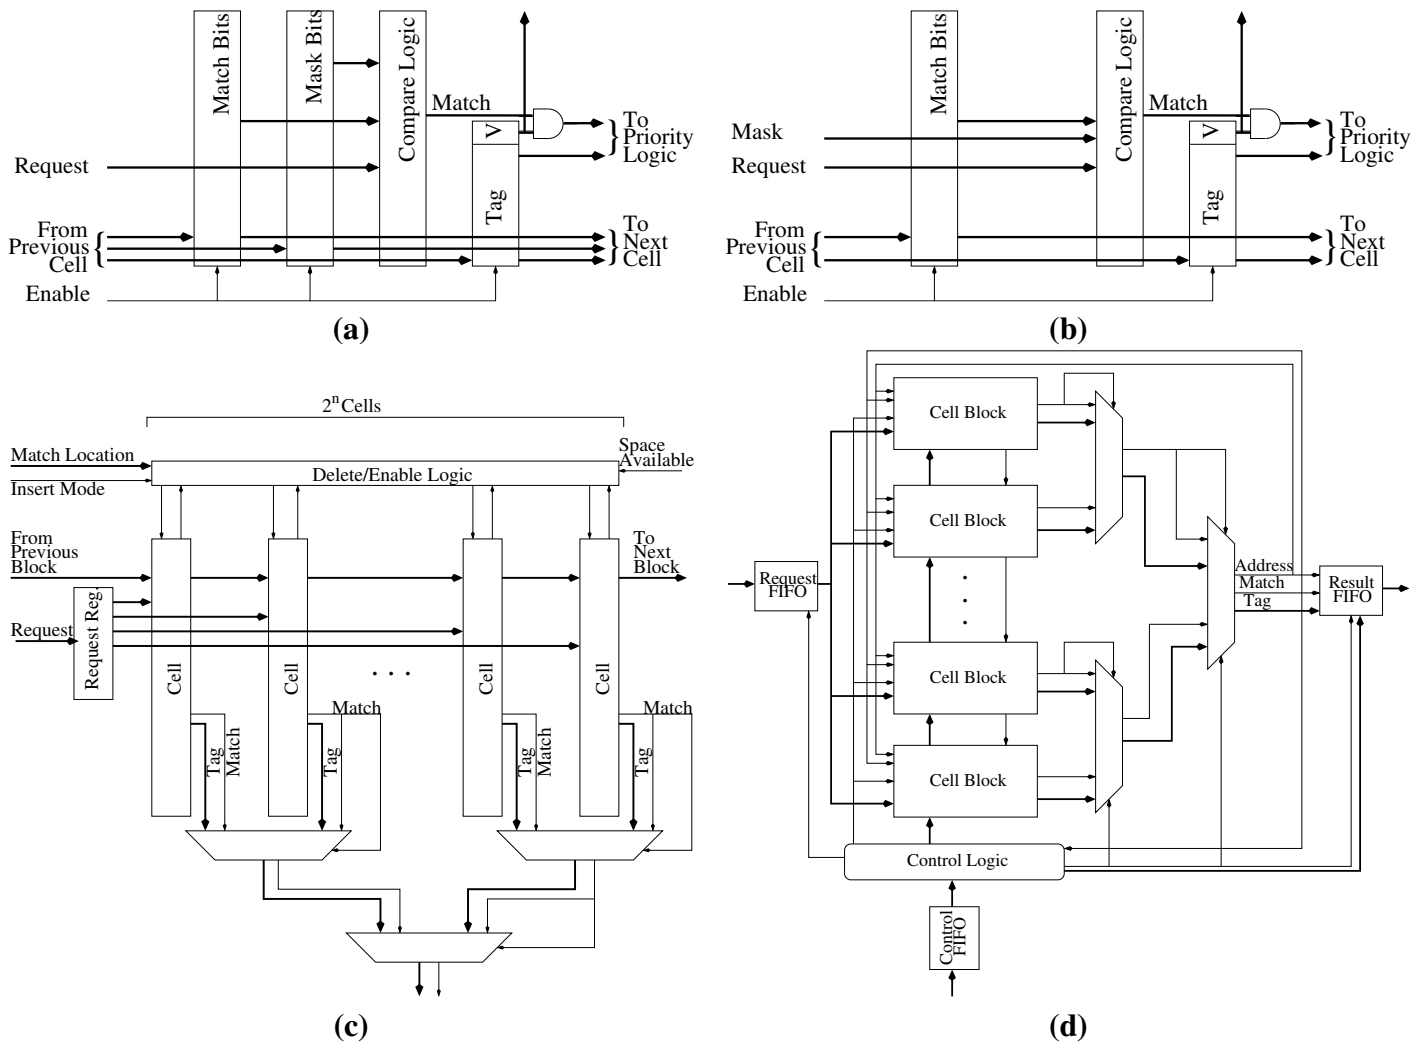 Match Bits
Mask Bits
Compare Logic
Match
V
Tag
To
Priority
Logic
Request
From
Previous
Cell
To
Next
Cell
Enable
(a)
Match Bits
Compare Logic
Match
V
Tag
To
Priority
Logic
Mask
Request
From
Previous
Cell
To
Next
Cell
Enable
(b)
2^n Cells
Match Location
Insert Mode
Delete/Enable Logic
Space
Available
From
Previous
Block
To
Next
Block
Request
Request Reg.
Cell
Cell
. . .
Cell
Cell
Tag
Match
Tag
Match
Tag
Match
Tag
Match
(c)
Cell Block
Cell Block
Cell Block
Cell Block
Request
FIFO
Address
Match
Tag
Result
FIFO
Control Logic
Control
FIFO
(d)